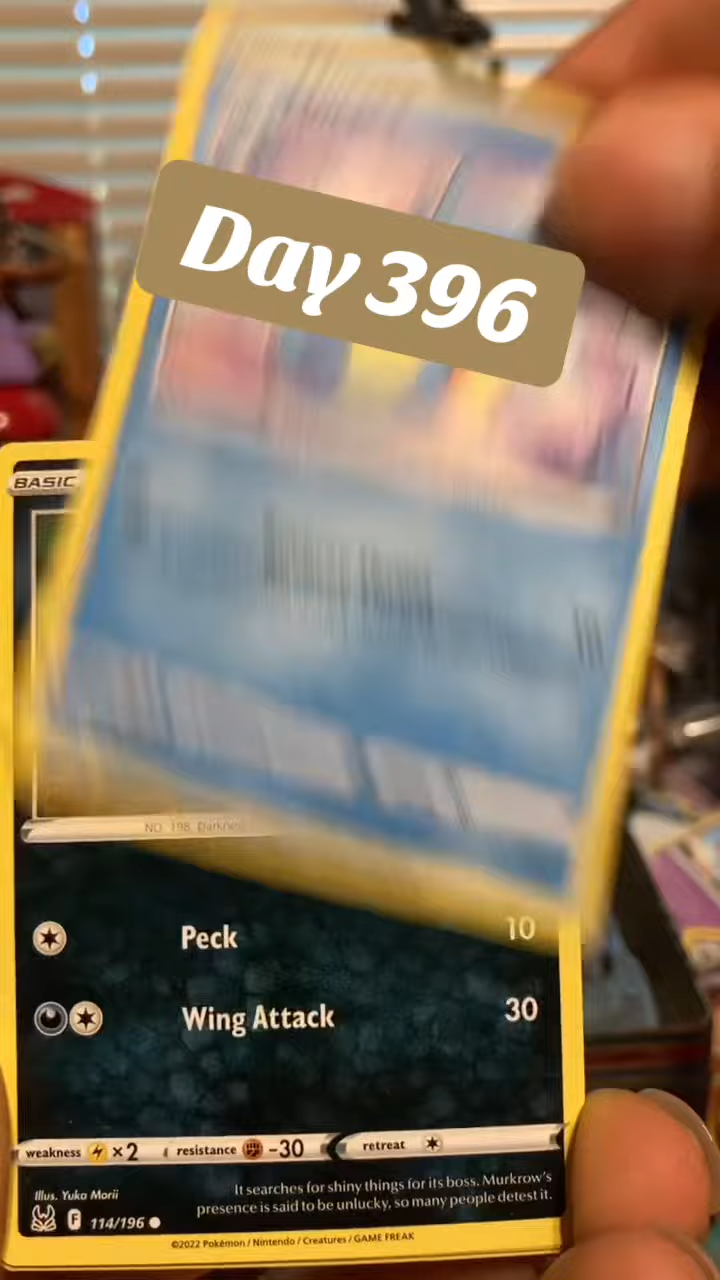 Day 396
BASIC
NO. 198
Peck 10
Wing Attack 30
weakness ×2 resistance -30 retreat
Illus. Yuka Morii
It searches for shiny things for its boss. Murkrow's
presence is said to be unlucky, so many people detest it.
F 114/196
©2022 Pokémon / Nintendo / Creatures / GAME FREAK